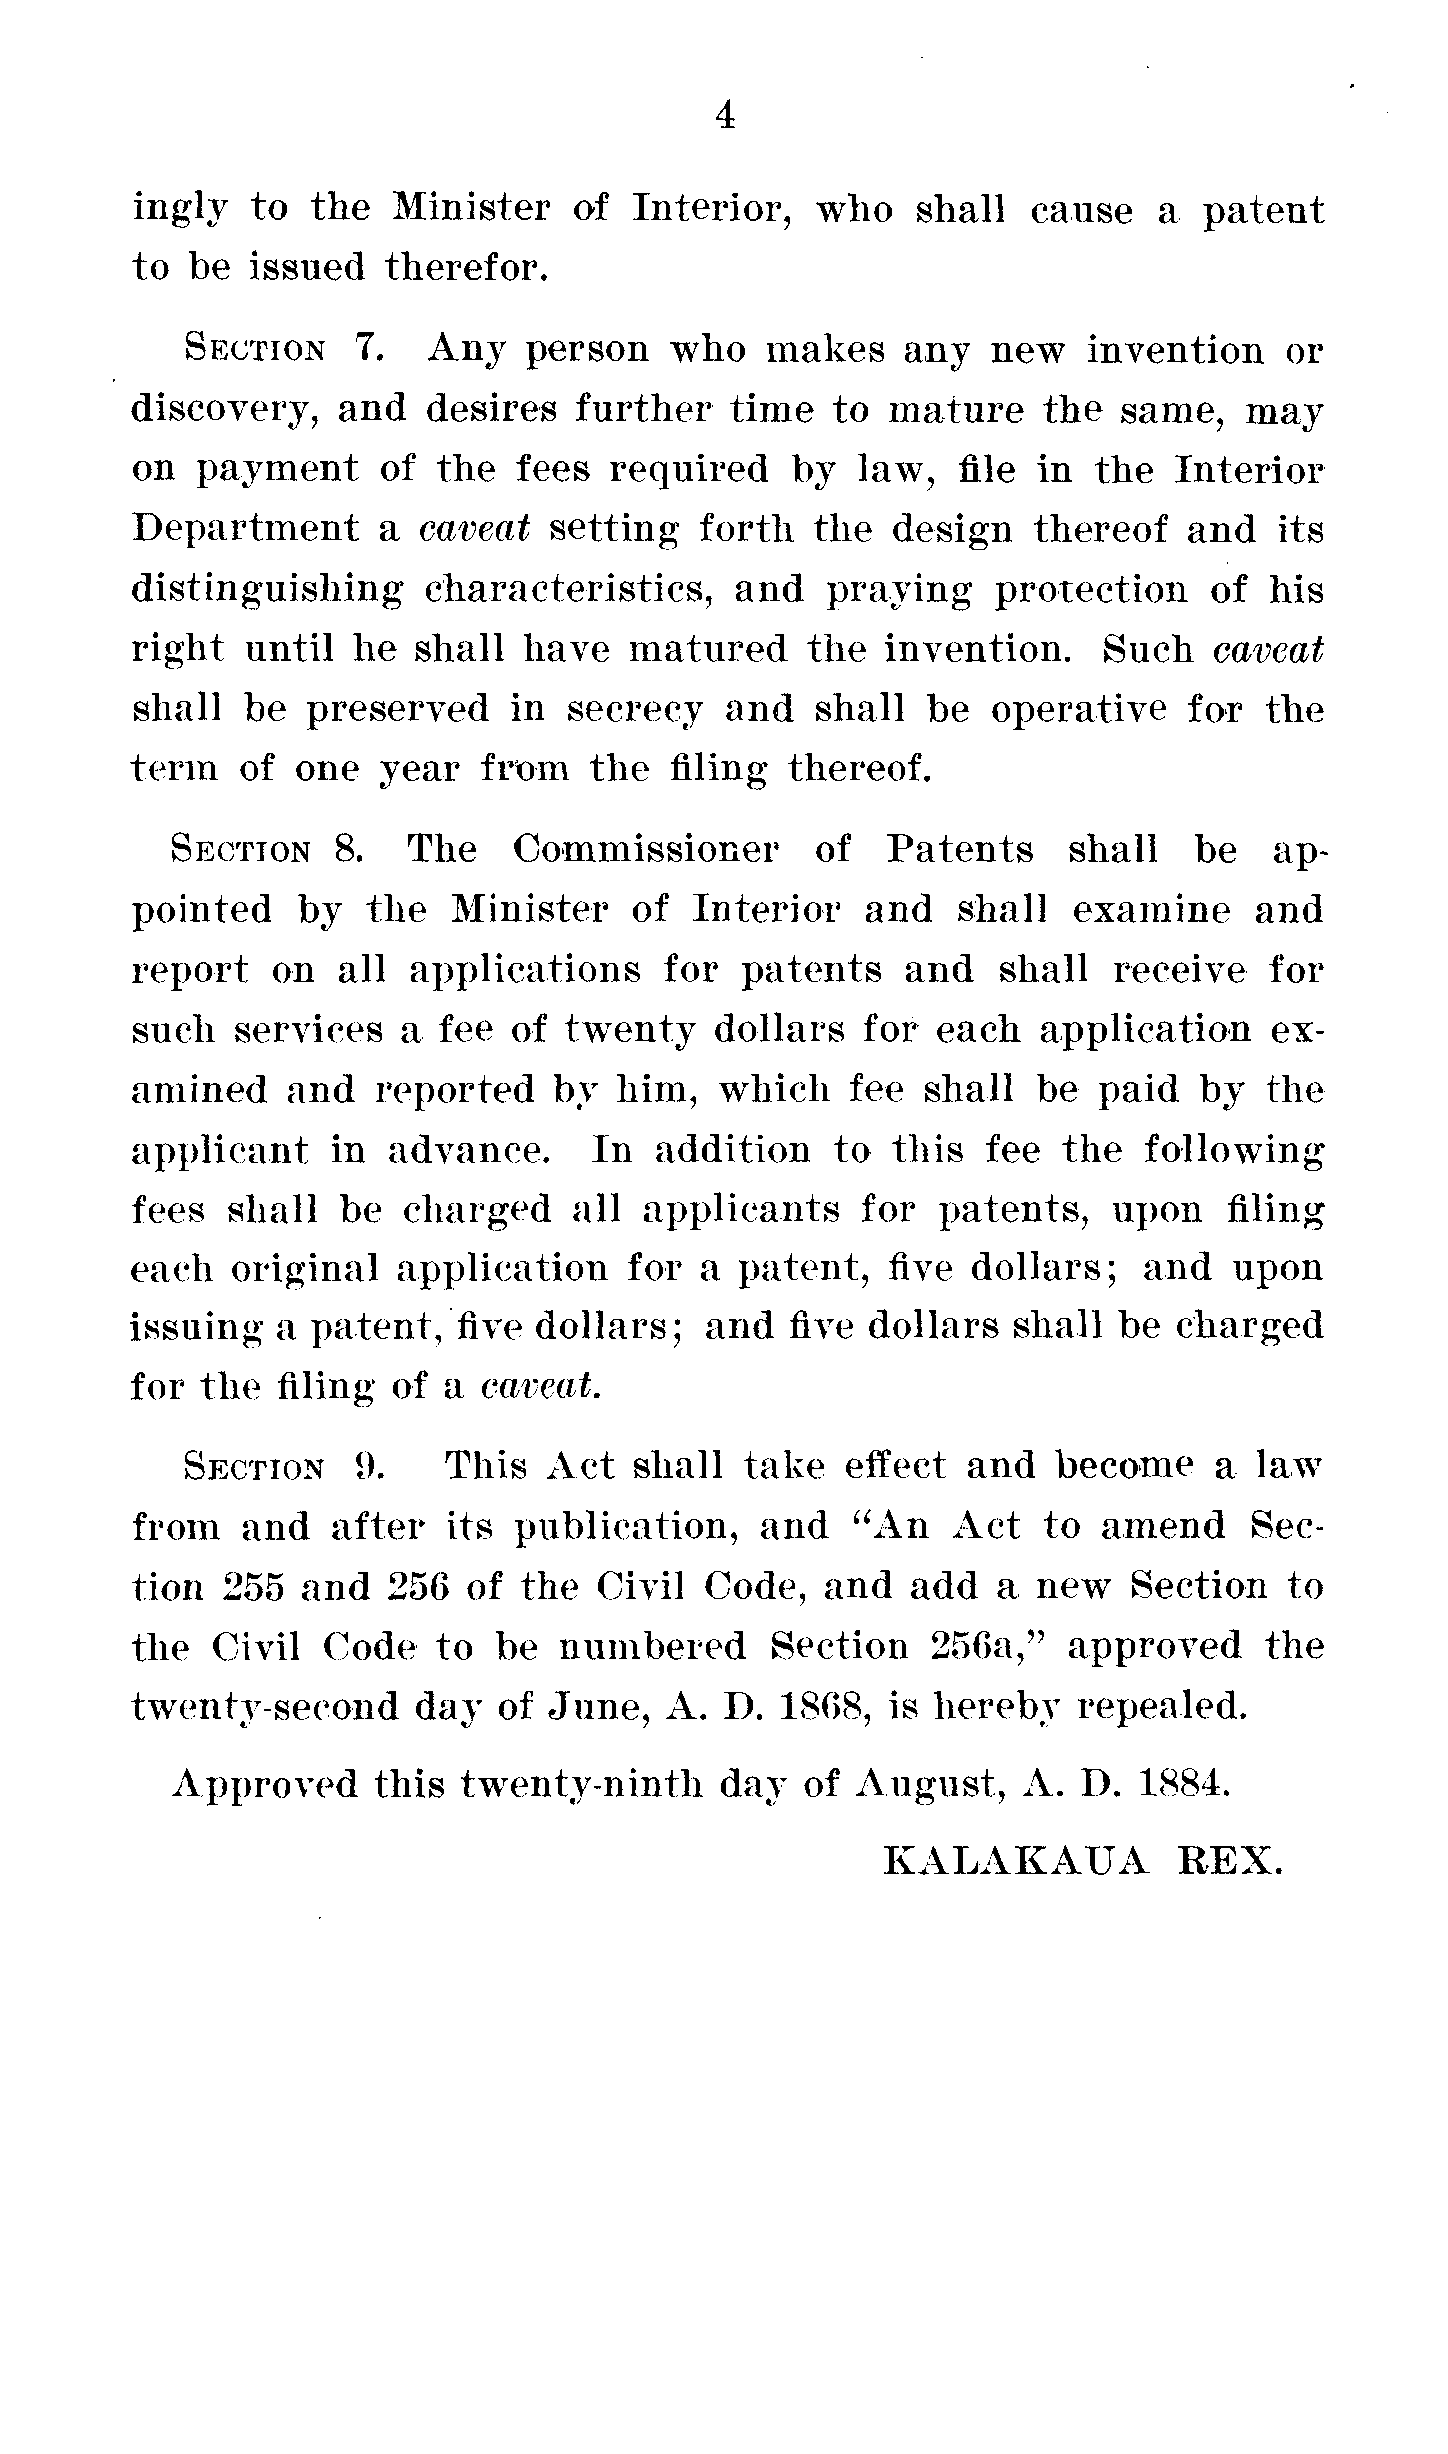 4
ingly to the Minister of Interior, who shall cause a patent
to be issued therefor.
SECTION 7. Any person who makes any new invention or
discovery, and desires further time to mature the same, may
on payment of the fees required by law, file in the Interior
Department a caveat setting forth the design thereof and its
distinguishing characteristics, and praying protection of his
right until he shall have matured the invention. Such caveat
shall be preserved in secrecy and shall be operative for the
term of one year from the filing thereof.
SECTION 8. The Commissioner of Patents shall be ap-
pointed by the Minister of Interior and shall examine and
report on all applications for patents and shall receive for
such services a fee of twenty dollars for each application ex-
amined and reported by him, which fee shall be paid by the
applicant in advance. In addition to this fee the following
fees shall be charged all applicants for patents, upon filing
each original application for a patent, five dollars; and upon
issuing a patent, five dollars; and five dollars shall be charged
for the filing of a caveat.
SECTION 9. This Act shall take effect and become a law
from and after its publication, and “An Act to amend Sec-
tion 255 and 256 of the Civil Code, and add a new Section to
the Civil Code to be numbered Section 256a,” approved the
twenty-second day of June, A. D. 1868, is hereby repealed.
Approved this twenty-ninth day of August, A. D. 1884.
KALAKAUA REX.